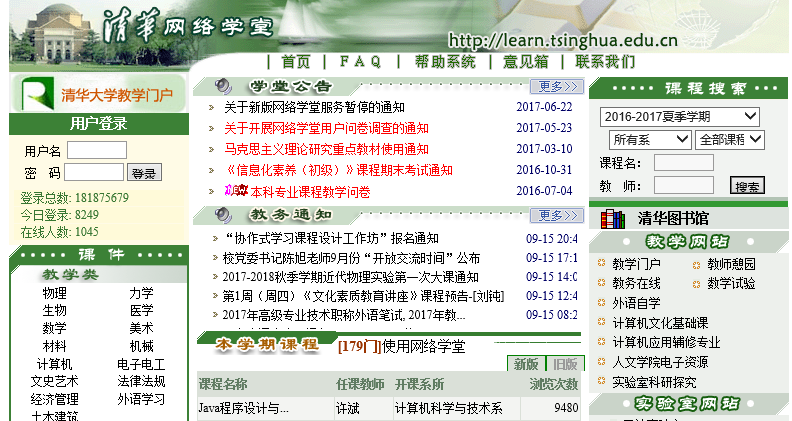 清华网络学堂
http://learn.tsinghua.edu.cn
| 首页 | F A Q | 帮助系统 | 意见箱 | 联系我们
清华大学教学门户
用户登录
用户名
密 码 登录
登录总数: 181875679
今日登录: 8249
在线人数: 1045
课 件
教 学 类
物理 力学
生物 医学
数学 美术
材料 机械
计算机 电子电工
文史艺术 法律法规
经济管理 外语学习
土木建筑
学堂公告 更多>>
关于新版网络学堂服务暂停的通知 2017-06-22
关于开展网络学堂用户问卷调查的通知 2017-05-23
马克思主义理论研究重点教材使用通知 2017-03-10
《信息化素养（初级）》课程期末考试通知 2016-10-31
本科专业课程教学问卷 2016-07-04
教务通知 更多>>
“协作式学习课程设计工作坊”报名通知 09-15 20:4
校党委书记陈旭老师9月份“开放交流时间”公布 09-15 17:1
2017-2018秋季学期近代物理实验第一次大课通知 09-15 14:0
第1周（周四）《文化素质教育讲座》课程预告-[刘钝] 09-15 12:4
2017年高级专业技术职称外语笔试, 2017年教... 09-15 08:2
本学期课程 [179门]使用网络学堂
新版 旧版
课程名称 任课教师 开课系所 浏览次数
Java程序设计与... 许斌 计算机科学与技术系 9480
课程搜索
2016-2017夏季学期
所有系 全部课程
课程名：
教 师： 搜索
清华图书馆
教学网站
教学门户 教师憩园
教务在线 数学试验
外语自学
计算机文化基础课
计算机应用辅修专业
人文学院电子资源
实验室科研探究
实验室网站